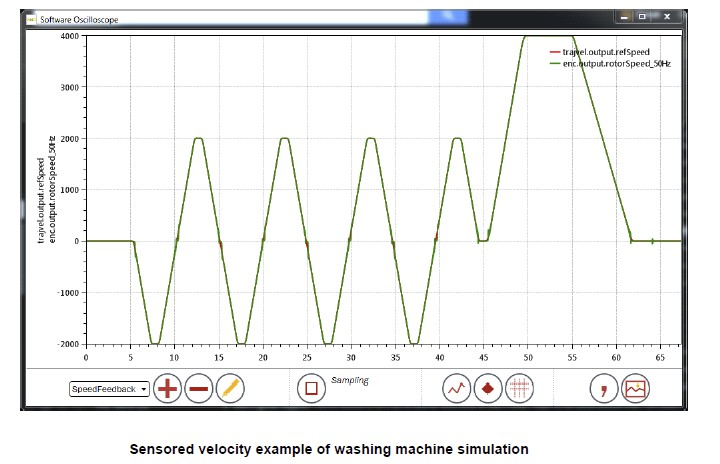 Software Oscilloscope
4000
3000
2000
1000
0
-1000
-2000
trajvel.output.refSpeed
enc.output.rotorSpeed_50Hz
trajvel.output.refSpeed
enc.output.rotorSpeed_50Hz
0 5 10 15 20 25 30 35 40 45 50 55 60 65
SpeedFeedback
Sampling
Sensored velocity example of washing machine simulation